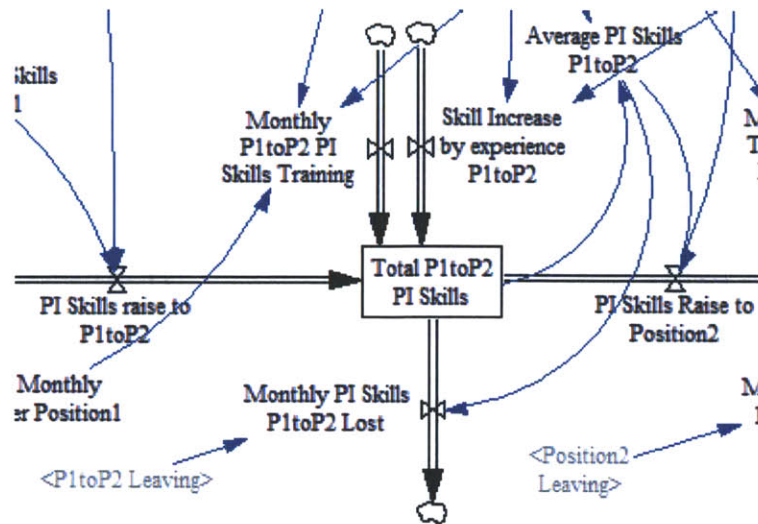 Average PI Skills
P1toP2
Skills
1
Monthly
P1toP2 PI
Skills Training
Skill Increase
by experience
P1toP2
Total P1toP2
PI Skills
PI Skills raise to
P1toP2
PI Skills Raise to
Position2
Monthly
er Position1
Monthly PI Skills
P1toP2 Lost
<P1toP2 Leaving>
<Position2
Leaving>